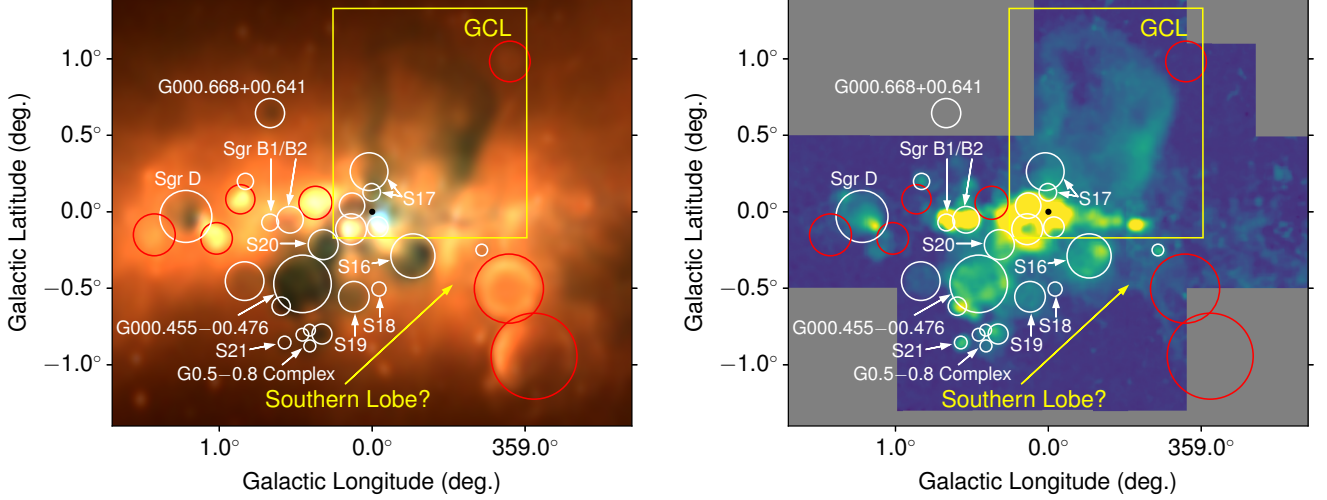 GCL
1.0°
G000.668+00.641
0.5°
Sgr B1/B2
Sgr D
S17
0.0°
S20
S16
−0.5°
G000.455−00.476
S18
S19
S21
−1.0°
G0.5−0.8 Complex
Southern Lobe?
1.0°
0.0°
359.0°
Galactic Longitude (deg.)
Galactic Latitude (deg.)
GCL
1.0°
G000.668+00.641
0.5°
Sgr B1/B2
Sgr D
S17
0.0°
S20
S16
−0.5°
G000.455−00.476
S18
S19
S21
−1.0°
G0.5−0.8 Complex
Southern Lobe?
1.0°
0.0°
359.0°
Galactic Longitude (deg.)
Galactic Latitude (deg.)